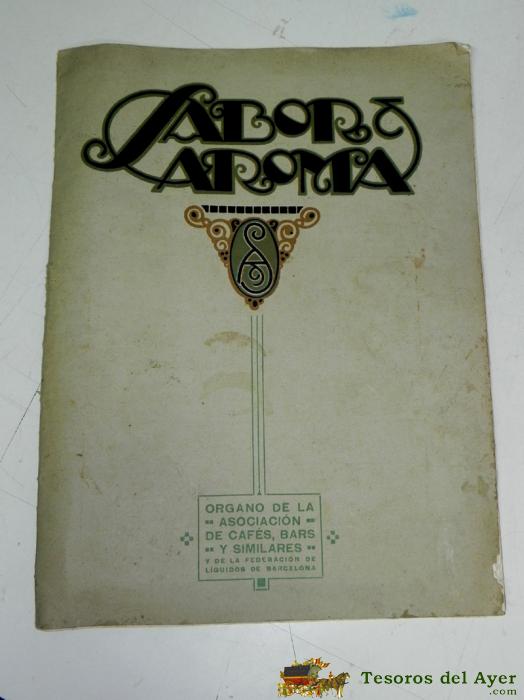 SABOR &
AROMA
SA
ORGANO DE LA
ASOCIACIÓN
DE CAFÉS, BARS
Y SIMILARES
Y DE LA FEDERACIÓN DE
LÍQUIDOS DE BARCELONA
Tesoros del Ayer
.com